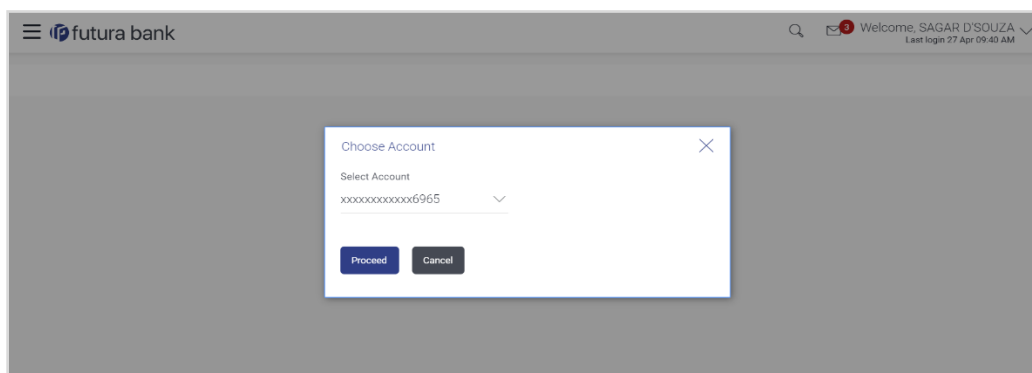 futura bank
3
Welcome, SAGAR D'SOUZA
Last login 27 Apr 09:40 AM
Choose Account
Select Account
xxxxxxxxxxxx6965
Proceed
Cancel